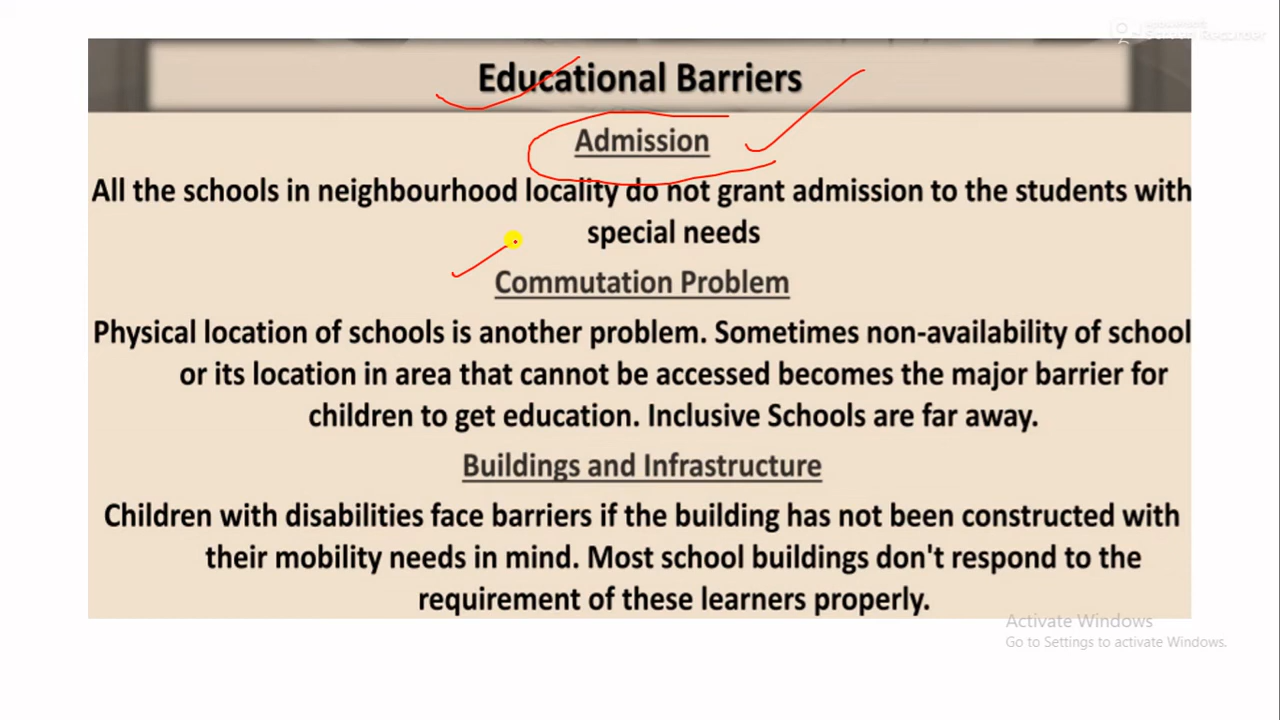 Educational Barriers
Admission
All the schools in neighbourhood locality do not grant admission to the students with
special needs
Commutation Problem
Physical location of schools is another problem. Sometimes non-availability of school
or its location in area that cannot be accessed becomes the major barrier for
children to get education. Inclusive Schools are far away.
Buildings and Infrastructure
Children with disabilities face barriers if the building has not been constructed with
their mobility needs in mind. Most school buildings don't respond to the
requirement of these learners properly.
Activate Windows
Go to Settings to activate Windows.